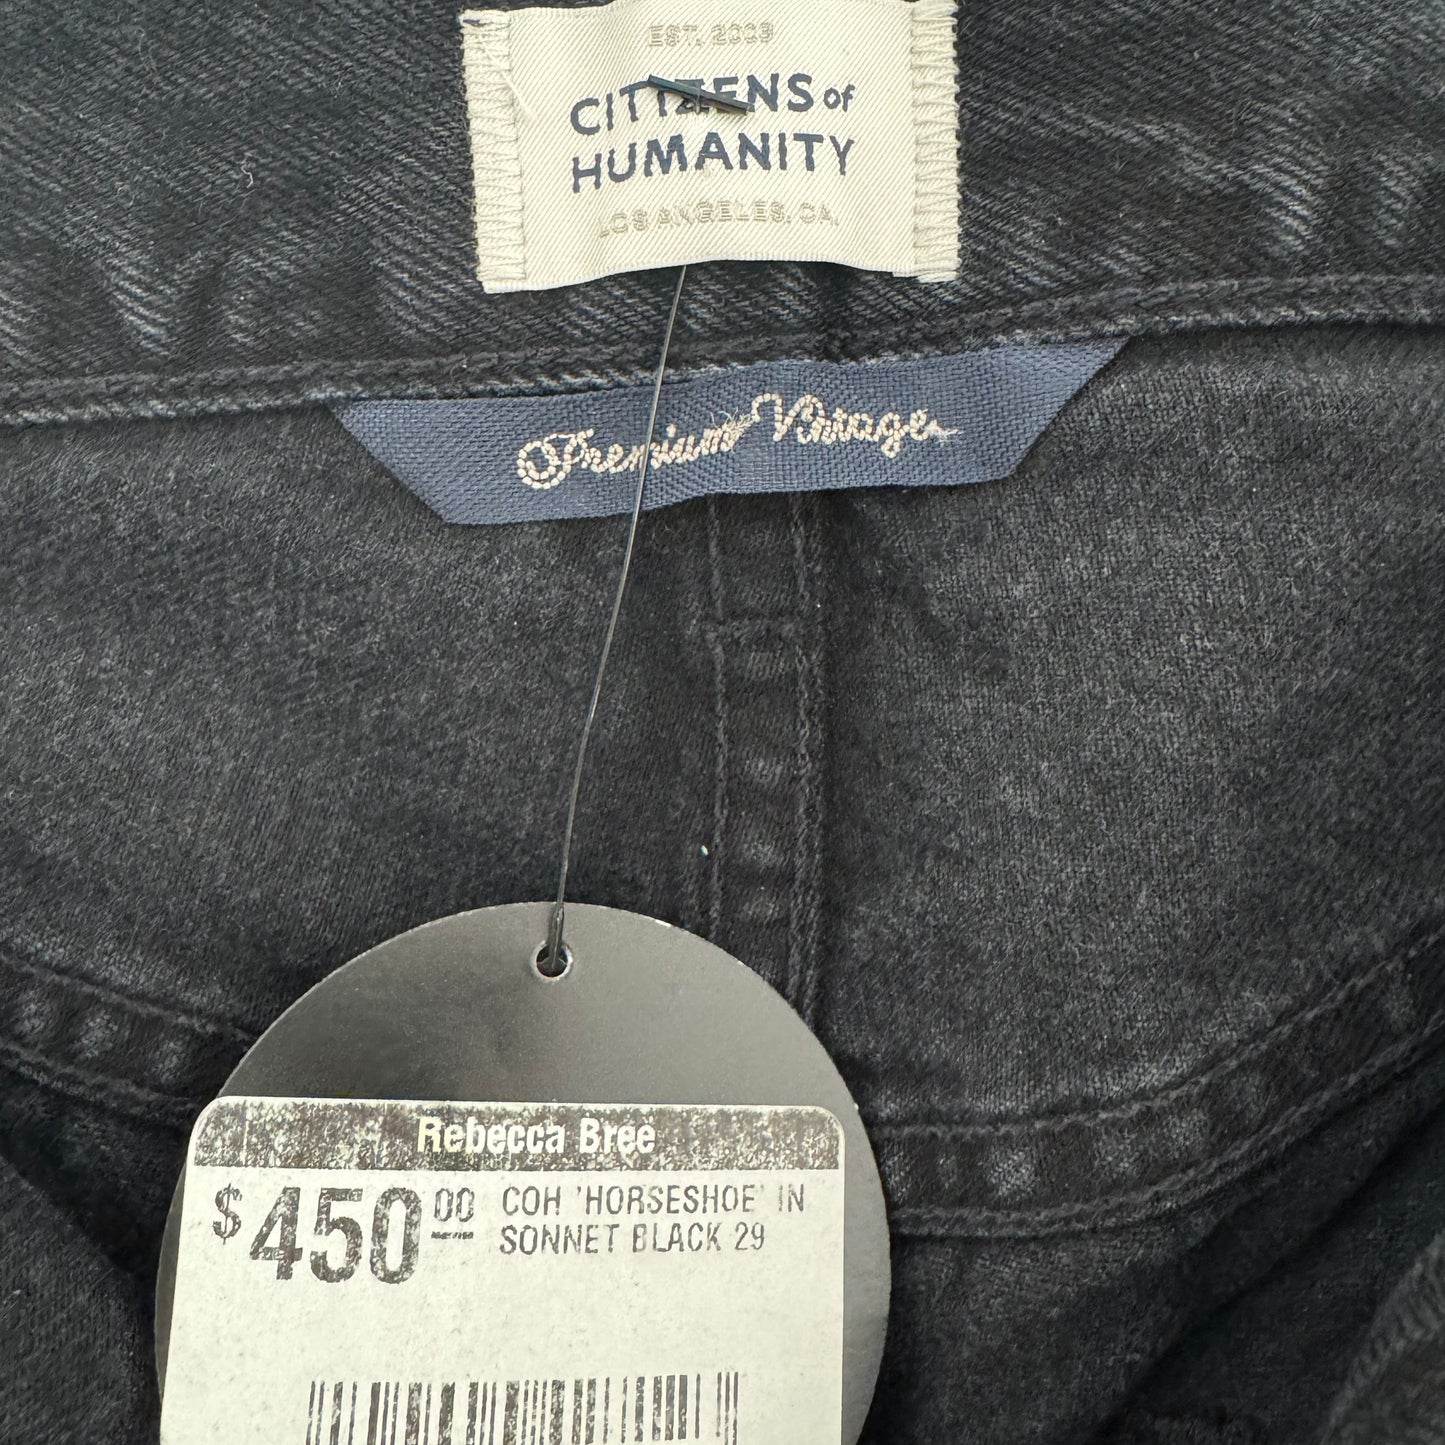 EST. 2003
CITIZENS of
HUMANITY
LOS ANGELES, CA.
Premium Vintage
Rebecca Bree
$450.00 COH 'HORSESHOE' IN
SONNET BLACK 29